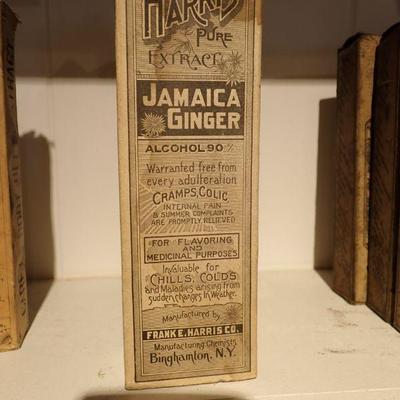 HARRIS
PURE
EXTRACT
JAMAICA
GINGER
ALCOHOL 90 %
Warranted free from
every adulteration
CRAMPS, COLIC
INTERNAL PAIN
& SUMMER COMPLAINTS
ARE PROMPTLY RELIEVED
FOR FLAVORING
AND
MEDICINAL PURPOSES
Invaluable for
CHILLS, COLDS
and Maladies arising from
sudden changes in Weather.
Manufactured by
FRANK E. HARRIS CO.
Manufacturing Chemists
Binghamton, N.Y.